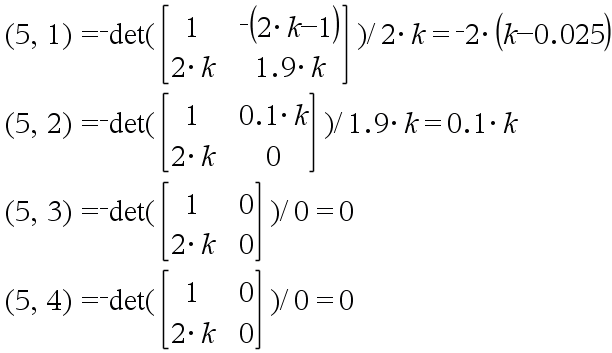 (5, 1) =⁻det([1 ⁻(2·k−1); 2·k 1.9·k])/ 2·k = ⁻2·(k−0.025)
(5, 2) =⁻det([1 0.1·k; 2·k 0])/ 1.9·k = 0.1·k
(5, 3) =⁻det([1 0; 2·k 0])/ 0 = 0
(5, 4) =⁻det([1 0; 2·k 0])/ 0 = 0